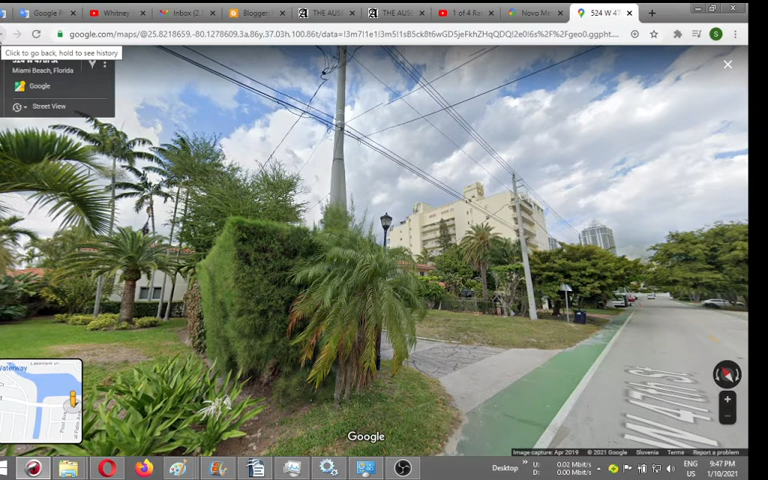 Google P
Whitney
Inbox (2.
Blogger:
THE AUS
THE AUS
1 of 4 Ra
Novo Me
524 W 47
google.com/maps/@25.8218659,-80.1278609,3a,86y,37.03h,100.86t/data=!3m7!1e1!3m5!1sB5ck8t6wGD5jeFkhZHqQDQ!2e0!6s%2F%2Fgeo0.ggpht...
S
Click to go back, hold to see history
524 W 47th St
Miami Beach, Florida
Google
Street View
Waterway
W 47th St
Google
Image capture: Apr 2019 © 2021 Google Slovenia Terms Report a problem
Desktop
U: 0.02 Mbit/s
D: 0.00 Mbit/s
ENG
9:47 PM
1/10/2021